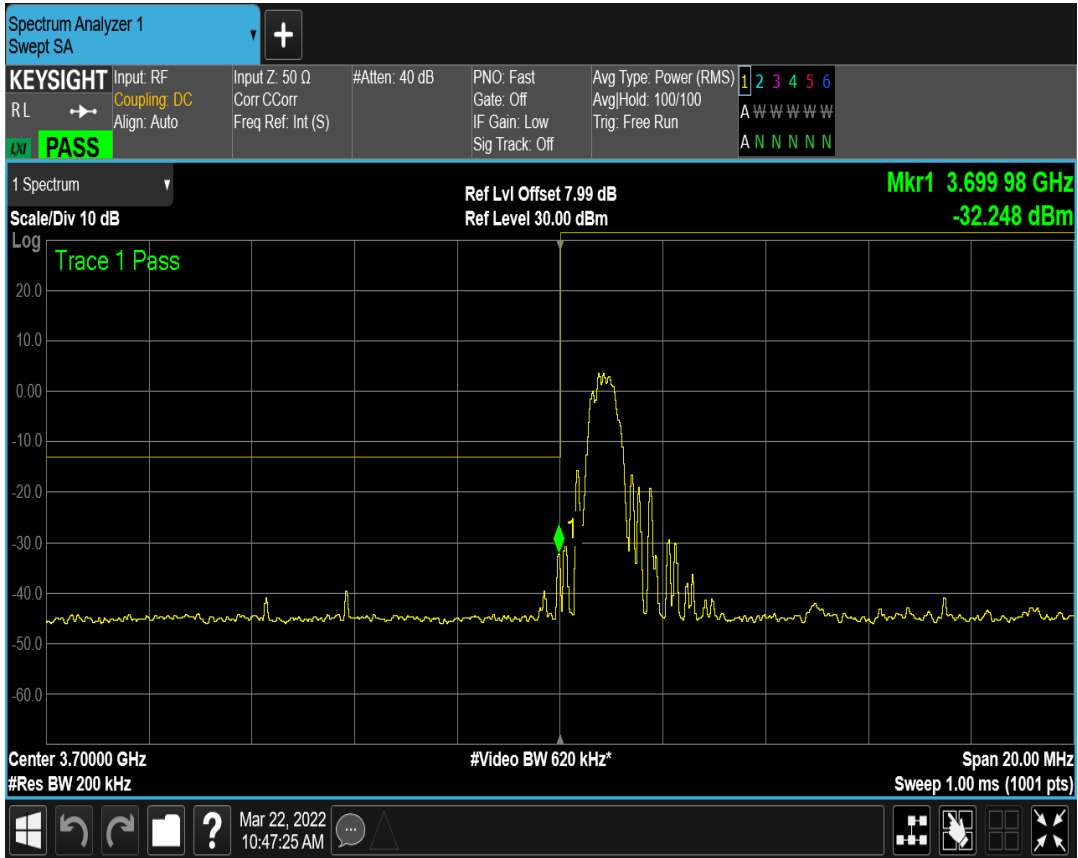 Spectrum Analyzer 1
Swept SA
KEYSIGHT
R L
LXI
PASS
Input: RF
Coupling: DC
Align: Auto
Input Z: 50 Ω
Corr CCorr
Freq Ref: Int (S)
#Atten: 40 dB
PNO: Fast
Gate: Off
IF Gain: Low
Sig Track: Off
Avg Type: Power (RMS)
Avg|Hold: 100/100
Trig: Free Run
1 2 3 4 5 6
A W W W W W
A N N N N N
1 Spectrum
Scale/Div 10 dB
Ref Lvl Offset 7.99 dB
Ref Level 30.00 dBm
Mkr1 3.699 98 GHz
-32.248 dBm
Log
Trace 1 Pass
20.0
10.0
0.00
-10.0
-20.0
1
-30.0
-40.0
-50.0
-60.0
Center 3.70000 GHz
#Video BW 620 kHz*
Span 20.00 MHz
#Res BW 200 kHz
Sweep 1.00 ms (1001 pts)
?
Mar 22, 2022
10:47:25 AM